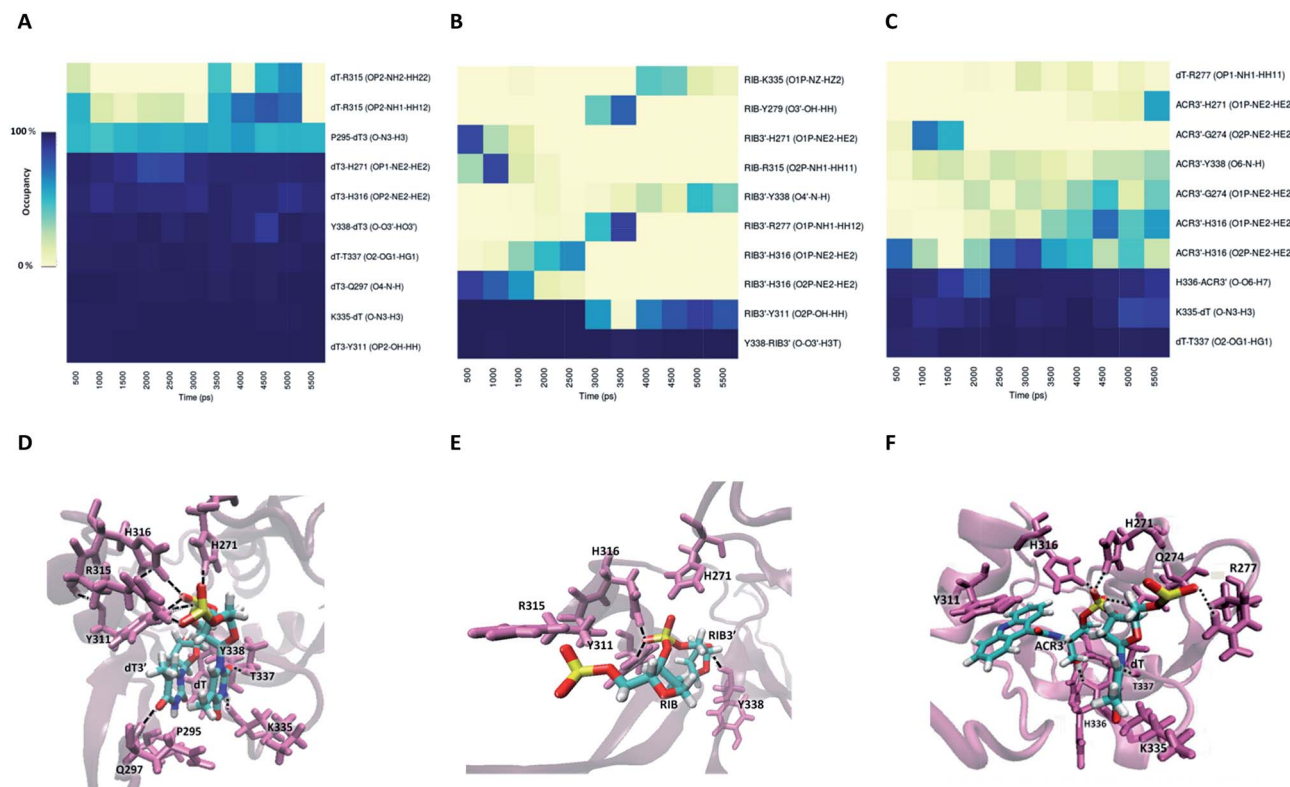 A
B
C
100 %
Occupancy
0 %
dT-R315 (OP2-NH2-HH22)
dT-R315 (OP2-NH1-HH12)
P295-dT3 (O-N3-H3)
dT3-H271 (OP1-NE2-HE2)
dT3-H316 (OP2-NE2-HE2)
Y338-dT3 (O-O3'-HO3')
dT-T337 (O2-OG1-HG1)
dT3-Q297 (O4-N-H)
K335-dT (O-N3-H3)
dT3-Y311 (OP2-OH-HH)
500 1000 1500 2000 2500 3000 3500 4000 4500 5000 5500
Time (ps)
RIB-K335 (O1P-NZ-HZ2)
RIB-Y279 (O3'-OH-HH)
RIB3'-H271 (O1P-NE2-HE2)
RIB-R315 (O2P-NH1-HH11)
RIB3'-Y338 (O4'-N-H)
RIB3'-R277 (O1P-NH1-HH12)
RIB3'-H316 (O1P-NE2-HE2)
RIB3'-H316 (O2P-NE2-HE2)
RIB3'-Y311 (O2P-OH-HH)
Y338-RIB3' (O-O3'-H3T)
500 1000 1500 2000 2500 3000 3500 4000 4500 5000 5500
Time (ps)
dT-R277 (OP1-NH1-HH11)
ACR3'-H271 (O1P-NE2-HE2)
ACR3'-G274 (O2P-NE2-HE2)
ACR3'-Y338 (O6-N-H)
ACR3'-G274 (O1P-NE2-HE2)
ACR3'-H316 (O1P-NE2-HE2)
ACR3'-H316 (O2P-NE2-HE2)
H336-ACR3' (O-O6-H7)
K335-dT (O-N3-H3)
dT-T337 (O2-OG1-HG1)
500 1000 1500 2000 2500 3000 3500 4000 4500 5000 5500
Time (ps)
D
E
F
H316
H271
R315
Y311
Y338
dT3'
dT
T337
P295
K335
Q297
H316
H271
R315
Y311
RIB3'
RIB
Y338
H271
H316
Q274
R277
Y311
ACR3'
dT
T337
H336
K335